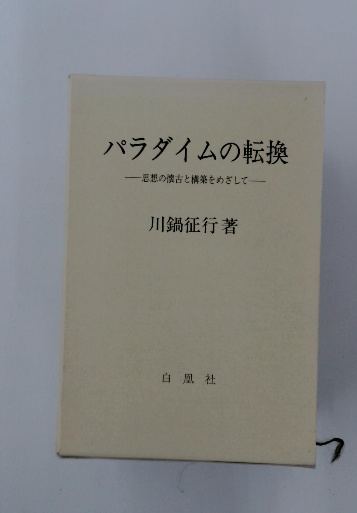 パラダイムの転換
――思想の懐古と構築をめざして――
川鍋征行著
白凰社